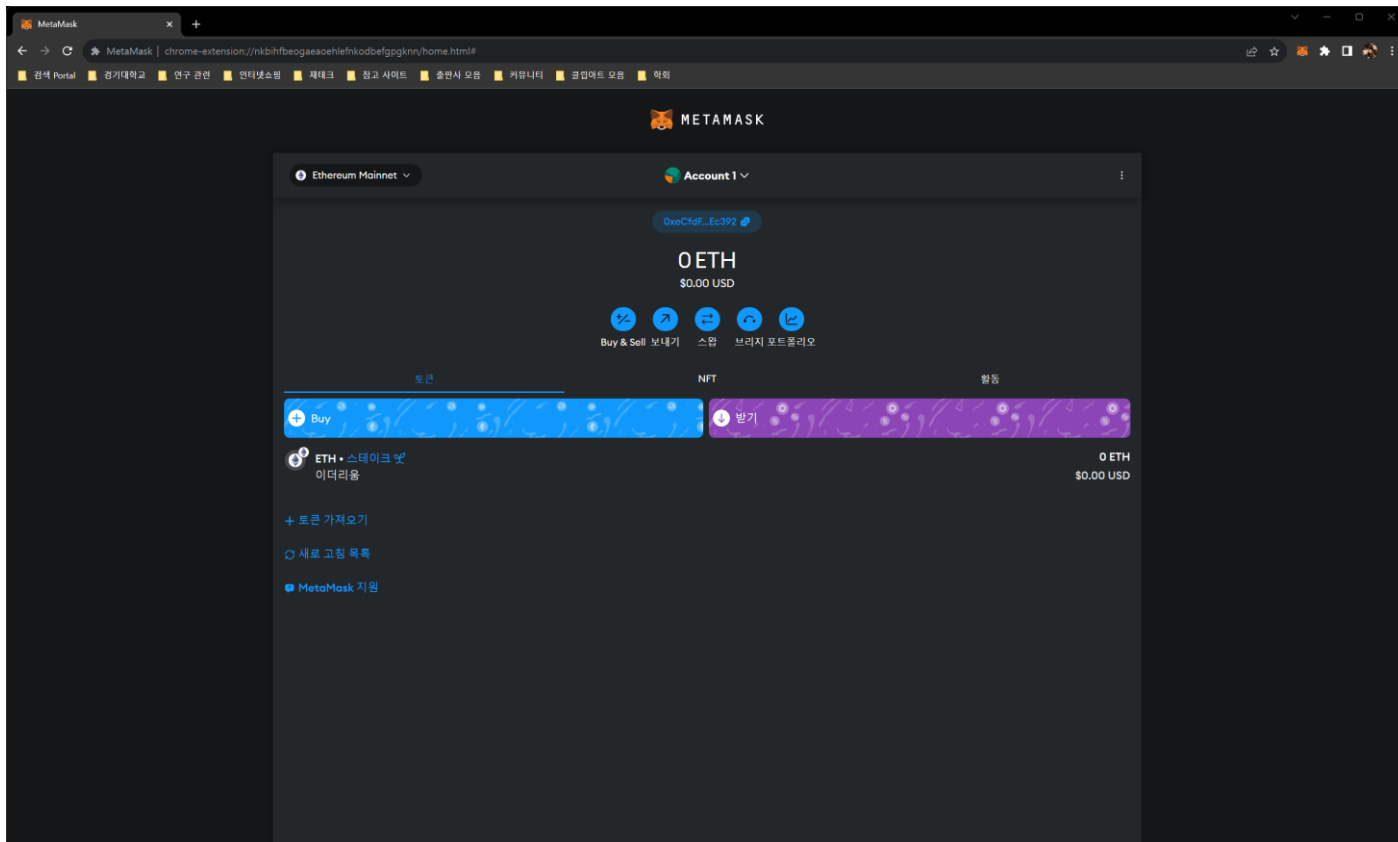 MetaMask
MetaMask | chrome-extension://nkbihfbeogaeaoehlefnkodbefgpgknn/home.html#
검색 Portal 경기대학교 연구 관련 인터넷쇼핑 재테크 참고 사이트 출판사 모음 커뮤니티 클립아트 모음 학회
METAMASK
Ethereum Mainnet Account 1
0xeCfdF...Ec392
0 ETH
$0.00 USD
Buy & Sell 보내기 스왑 브리지 포트폴리오
토큰 NFT 활동
Buy 받기
ETH • 스테이크 0 ETH
이더리움 $0.00 USD
+ 토큰 가져오기
새로 고침 목록
MetaMask 지원